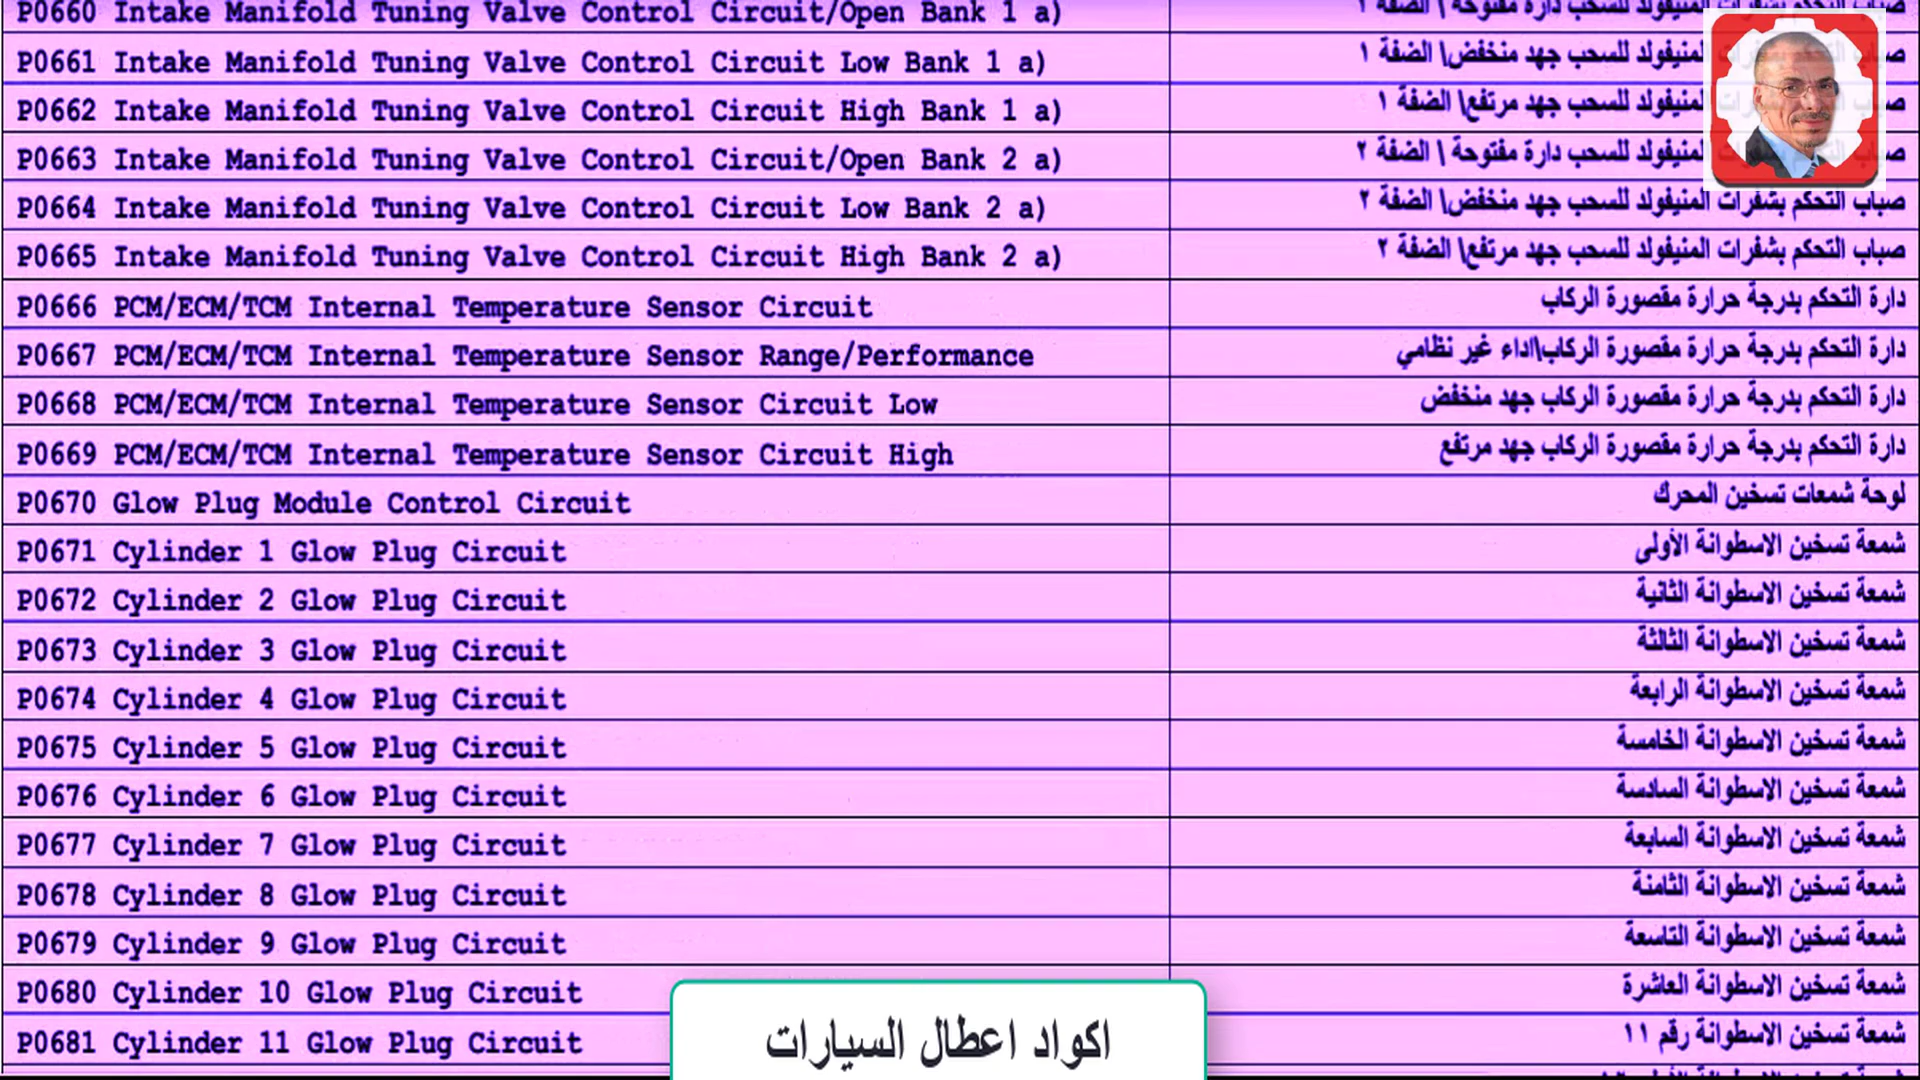 P0660 Intake Manifold Tuning Valve Control Circuit/Open Bank 1 a) صباب التحكم بشفرات المنيفولد للسحب دارة مفتوحة \ الضفة ١
P0661 Intake Manifold Tuning Valve Control Circuit Low Bank 1 a) المنيفولد للسحب جهد منخفض\ الضفة ١
P0662 Intake Manifold Tuning Valve Control Circuit High Bank 1 a) المنيفولد للسحب جهد مرتفع\ الضفة ١
P0663 Intake Manifold Tuning Valve Control Circuit/Open Bank 2 a) المنيفولد للسحب دارة مفتوحة \ الضفة ٢
P0664 Intake Manifold Tuning Valve Control Circuit Low Bank 2 a) صباب التحكم بشفرات المنيفولد للسحب جهد منخفض\ الضفة ٢
P0665 Intake Manifold Tuning Valve Control Circuit High Bank 2 a) صباب التحكم بشفرات المنيفولد للسحب جهد مرتفع\ الضفة ٢
P0666 PCM/ECM/TCM Internal Temperature Sensor Circuit دارة التحكم بدرجة حرارة مقصورة الركاب
P0667 PCM/ECM/TCM Internal Temperature Sensor Range/Performance دارة التحكم بدرجة حرارة مقصورة الركاب\اداء غير نظامي
P0668 PCM/ECM/TCM Internal Temperature Sensor Circuit Low دارة التحكم بدرجة حرارة مقصورة الركاب جهد منخفض
P0669 PCM/ECM/TCM Internal Temperature Sensor Circuit High دارة التحكم بدرجة حرارة مقصورة الركاب جهد مرتفع
P0670 Glow Plug Module Control Circuit لوحة شمعات تسخين المحرك
P0671 Cylinder 1 Glow Plug Circuit شمعة تسخين الاسطوانة الأولى
P0672 Cylinder 2 Glow Plug Circuit شمعة تسخين الاسطوانة الثانية
P0673 Cylinder 3 Glow Plug Circuit شمعة تسخين الاسطوانة الثالثة
P0674 Cylinder 4 Glow Plug Circuit شمعة تسخين الاسطوانة الرابعة
P0675 Cylinder 5 Glow Plug Circuit شمعة تسخين الاسطوانة الخامسة
P0676 Cylinder 6 Glow Plug Circuit شمعة تسخين الاسطوانة السادسة
P0677 Cylinder 7 Glow Plug Circuit شمعة تسخين الاسطوانة السابعة
P0678 Cylinder 8 Glow Plug Circuit شمعة تسخين الاسطوانة الثامنة
P0679 Cylinder 9 Glow Plug Circuit شمعة تسخين الاسطوانة التاسعة
P0680 Cylinder 10 Glow Plug Circuit شمعة تسخين الاسطوانة العاشرة
P0681 Cylinder 11 Glow Plug Circuit شمعة تسخين الاسطوانة رقم ١١
اكواد اعطال السيارات